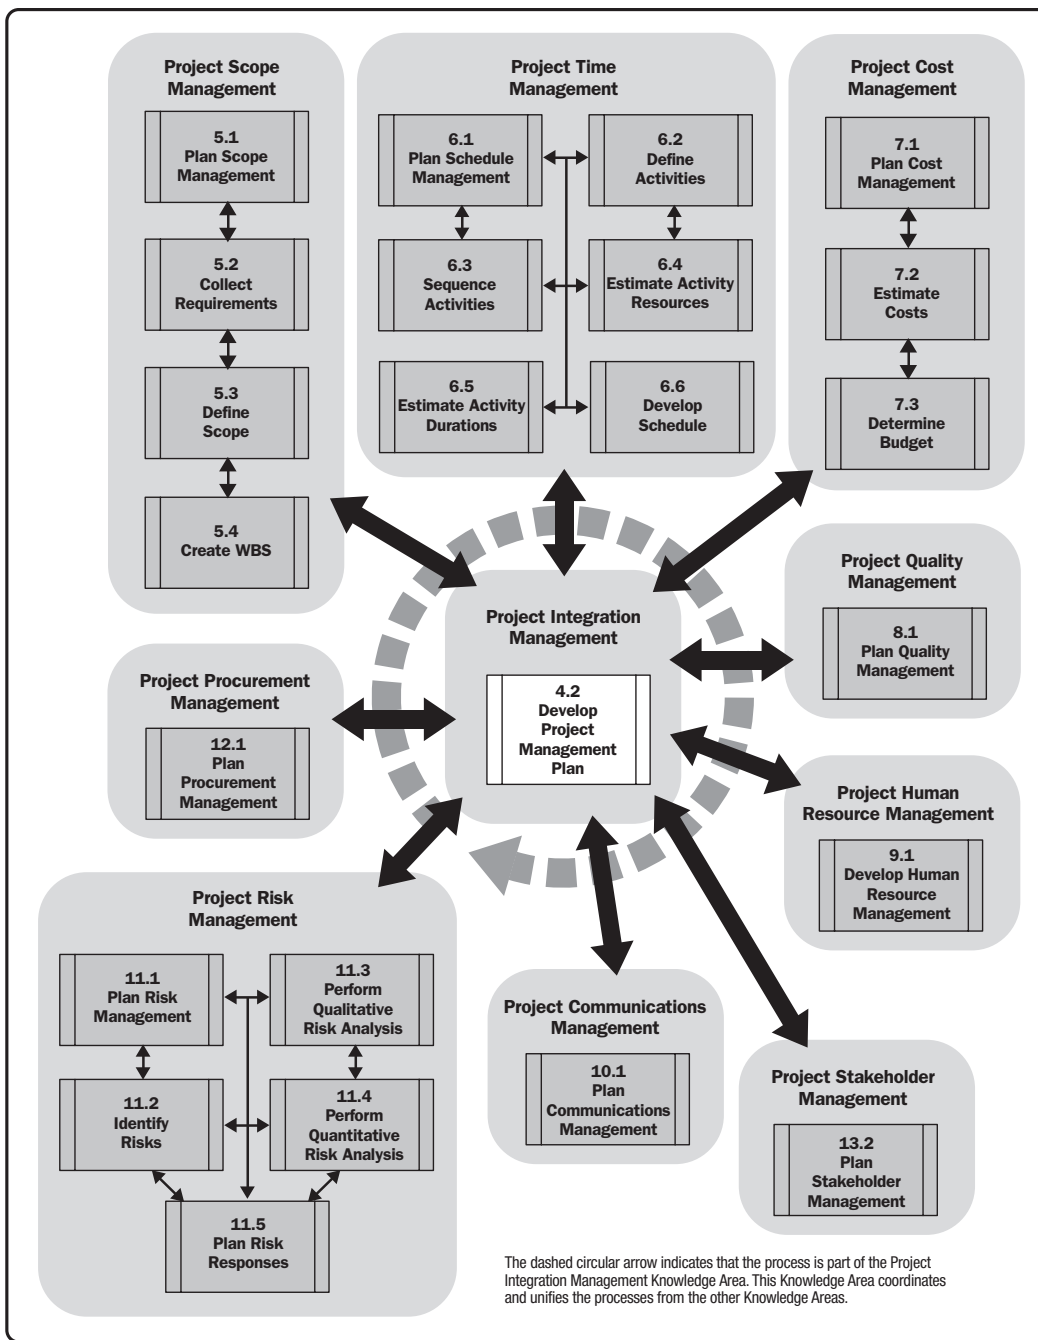 Project Scope
Management
5.1
Plan Scope
Management
5.2
Collect
Requirements
5.3
Define
Scope
5.4
Create WBS
Project Time
Management
6.1
Plan Schedule
Management
6.2
Define
Activities
6.3
Sequence
Activities
6.4
Estimate Activity
Resources
6.5
Estimate Activity
Durations
6.6
Develop
Schedule
Project Cost
Management
7.1
Plan Cost
Management
7.2
Estimate
Costs
7.3
Determine
Budget
Project Integration
Management
4.2
Develop
Project
Management
Plan
Project Quality
Management
8.1
Plan Quality
Management
Project Procurement
Management
12.1
Plan
Procurement
Management
Project Human
Resource Management
9.1
Develop Human
Resource
Management
Project Risk
Management
11.1
Plan Risk
Management
11.3
Perform
Qualitative
Risk Analysis
11.2
Identify
Risks
11.4
Perform
Quantitative
Risk Analysis
11.5
Plan Risk
Responses
Project Communications
Management
10.1
Plan
Communications
Management
Project Stakeholder
Management
13.2
Plan
Stakeholder
Management
The dashed circular arrow indicates that the process is part of the Project
Integration Management Knowledge Area. This Knowledge Area coordinates
and unifies the processes from the other Knowledge Areas.